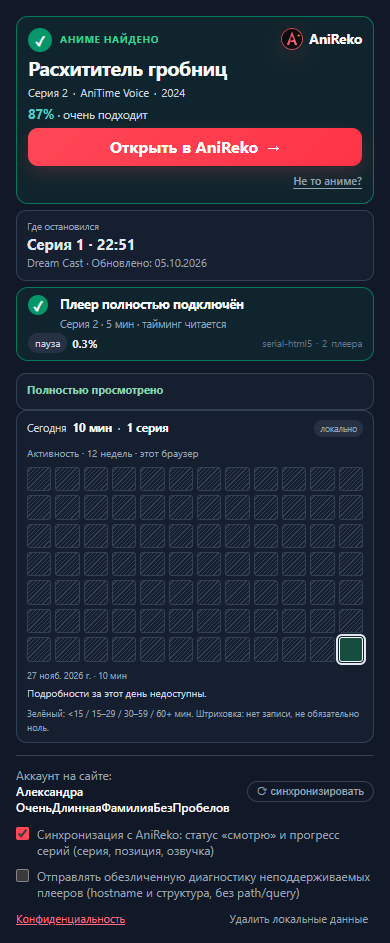 АНИМЕ НАЙДЕНО
AniReko
Расхититель гробниц
Серия 2 · AniTime Voice · 2024
87% · очень подходит
Открыть в AniReko →
Не то аниме?
Где остановился
Серия 1 · 22:51
Dream Cast · Обновлено: 05.10.2026
Плеер полностью подключён
Серия 2 · 5 мин · тайминг читается
пауза 0.3%
serial-html5 · 2 плеера
Полностью просмотрено
Сегодня 10 мин · 1 серия
локально
Активность · 12 недель · этот браузер
27 нояб. 2026 г. · 10 мин
Подробности за этот день недоступны.
Зелёный: <15 / 15–29 / 30–59 / 60+ мин. Штриховка: нет записи, не обязательно
ноль.
Аккаунт на сайте:
Александра
ОченьДлиннаяФамилияБезПробелов
⟳ синхронизировать
Синхронизация с AniReko: статус «смотрю» и прогресс
серий (серия, позиция, озвучка)
Отправлять обезличенную диагностику неподдерживаемых
плееров (hostname и структура, без path/query)
Конфиденциальность
Удалить локальные данные